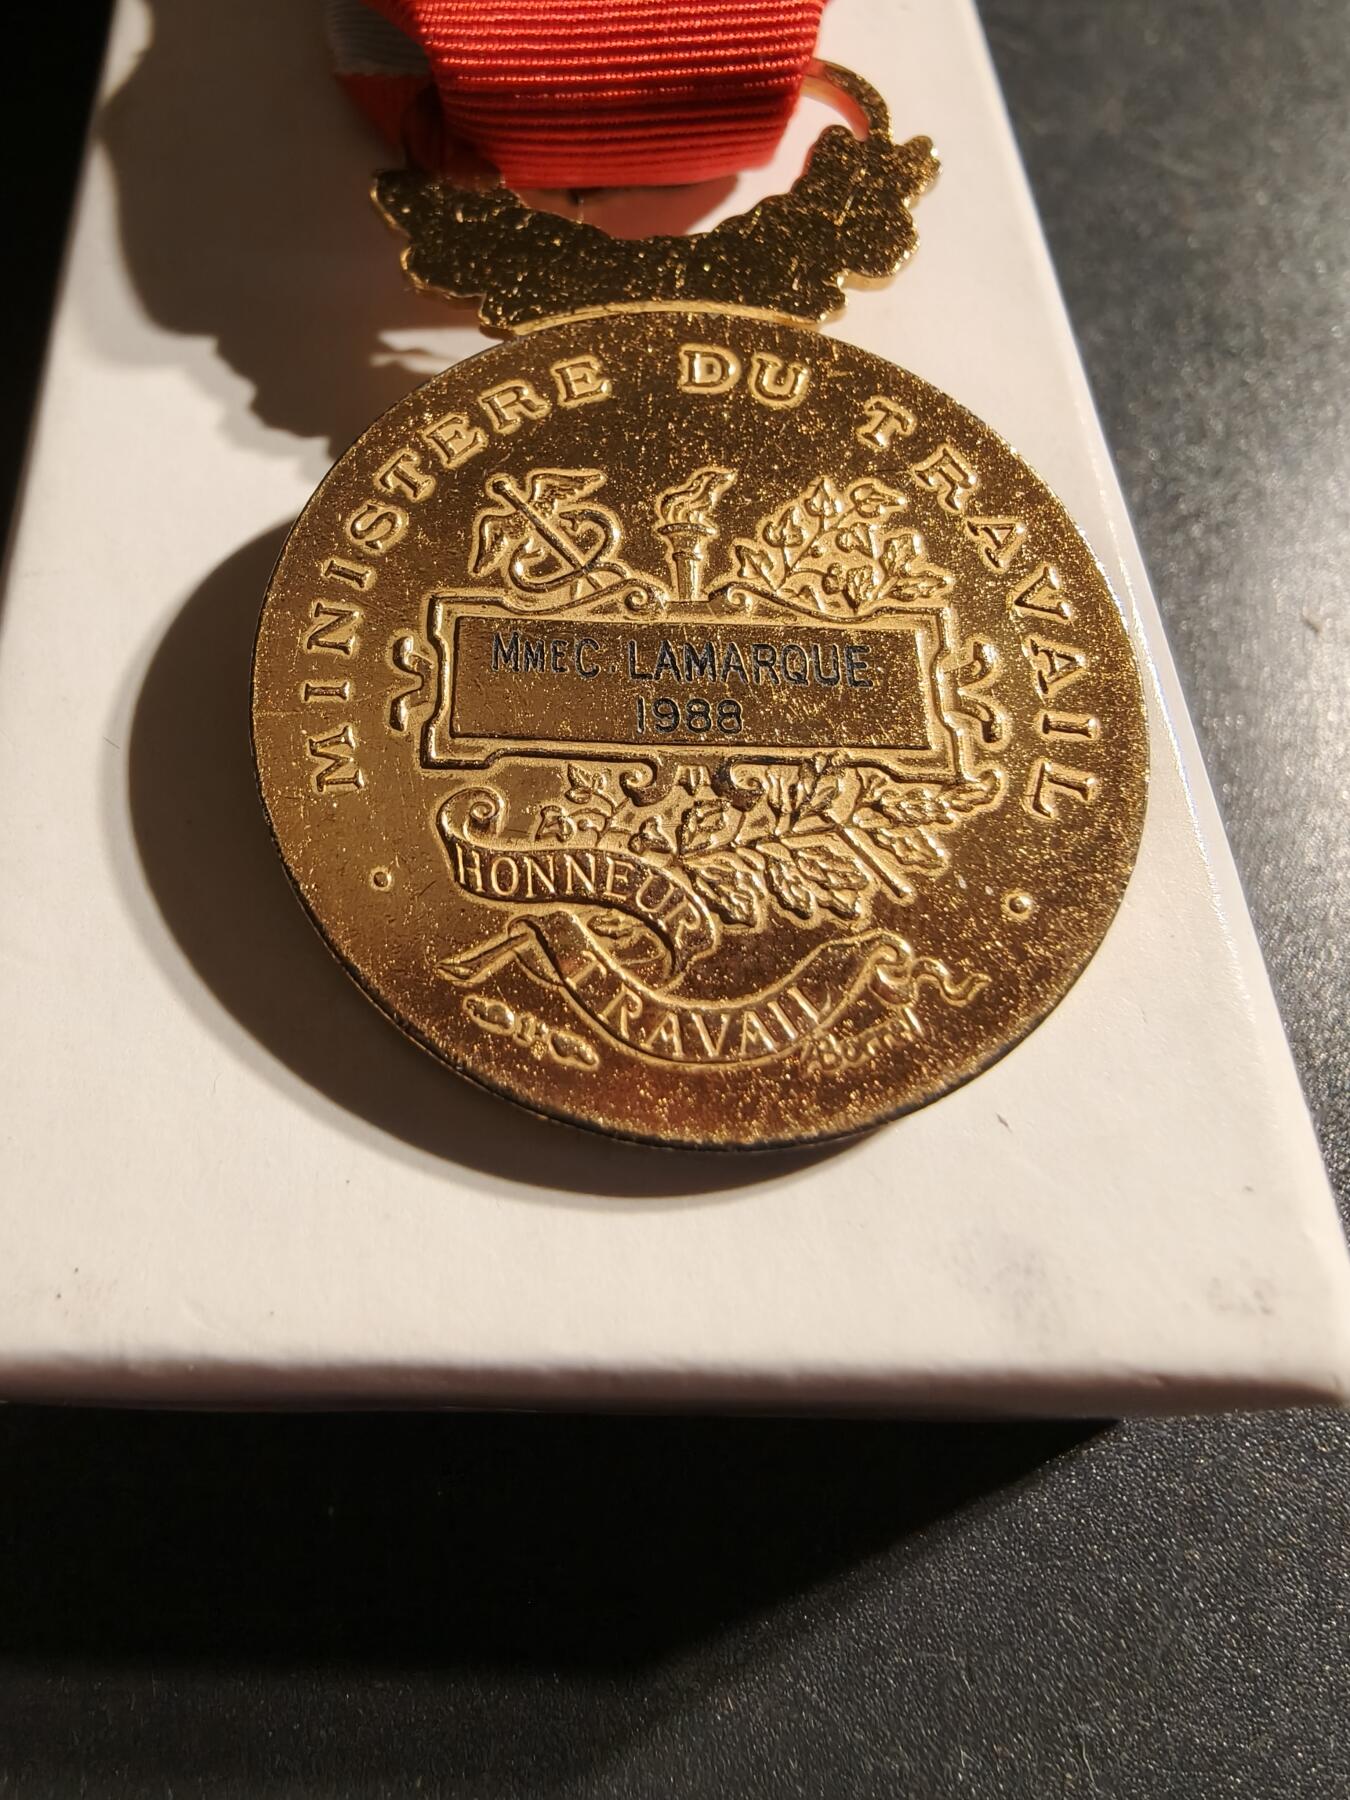 MINISTERE DU TRAVAIL
MMEC. LAMARQUE
1988
HONNEUR
TRAVAIL